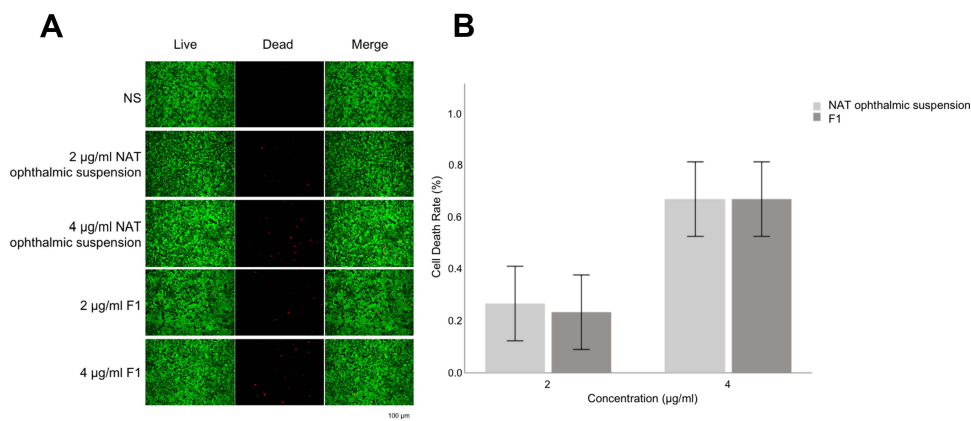 A
Live Dead Merge
NS
2 µg/ml NAT
ophthalmic suspension
4 µg/ml NAT
ophthalmic suspension
2 µg/ml F1
4 µg/ml F1
100 µm
B
NAT ophthalmic suspension
F1
Cell Death Rate (%)
1.0
0.8
0.6
0.4
0.2
0.0
2 4
Concentration (µg/ml)